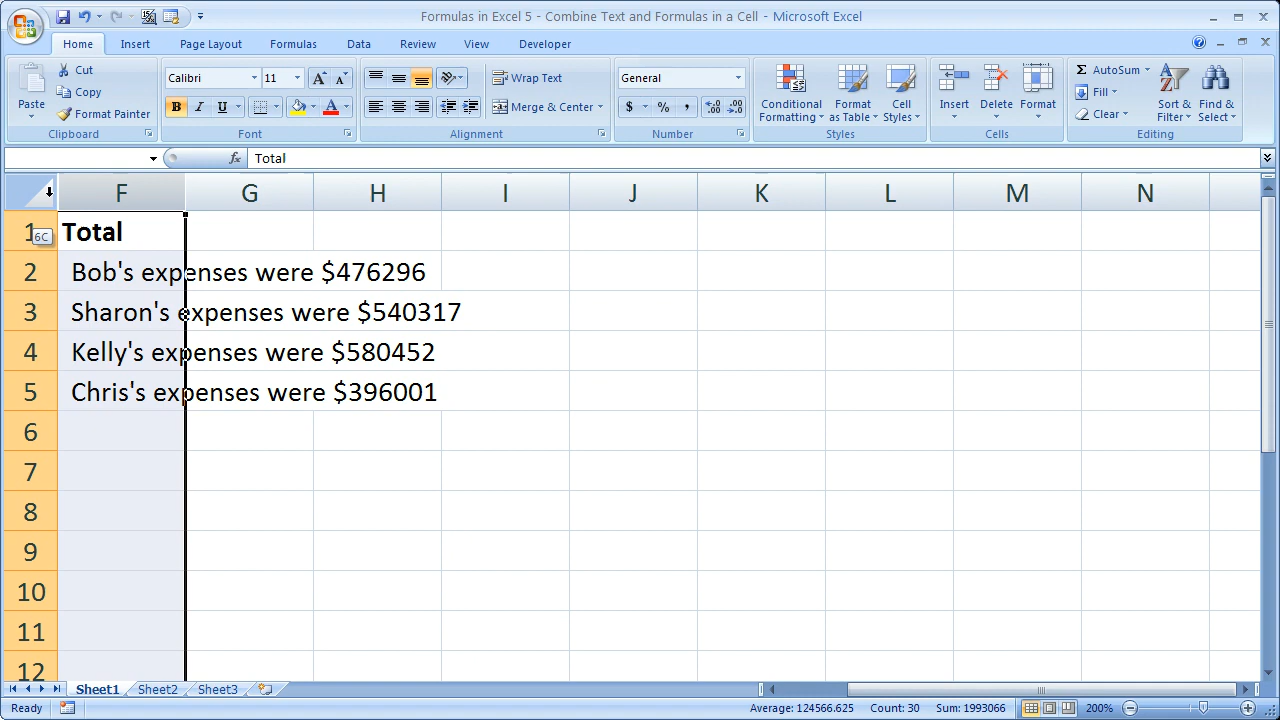 Formulas in Excel 5 - Combine Text and Formulas in Cell - Microsoft Excel
Home Insert Page Layout Formulas Data Review View Developer
Paste
Cut
Copy
Format Painter
Clipboard
Calibri 11
B I U
Font
Wrap Text
Merge & Center
Alignment
General
$ % ,
Number
Conditional Formatting
Format as Table
Cell Styles
Styles
Insert Delete Format
Cells
AutoSum
Fill
Clear
Sort & Filter
Find & Select
Editing
fx Total
F G H I J K L M N
1 Total
6C
2 Bob's expenses were $476296
3 Sharon's expenses were $540317
4 Kelly's expenses were $580452
5 Chris's expenses were $396001
6
7
8
9
10
11
12
Sheet1 Sheet2 Sheet3
Ready Average: 124566.625 Count: 30 Sum: 1993066 200%